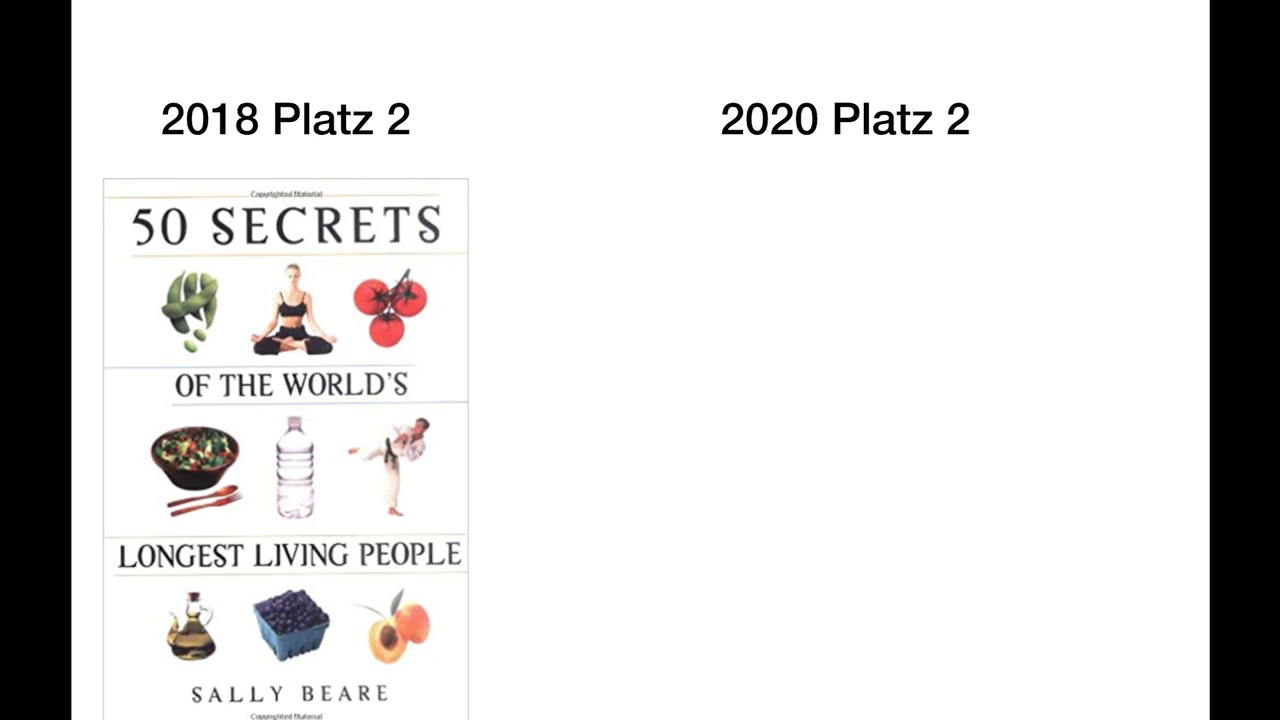 2018 Platz 2
2020 Platz 2
Copyrighted Material
50 SECRETS
OF THE WORLD'S
LONGEST LIVING PEOPLE
SALLY BEARE
Copyrighted Material